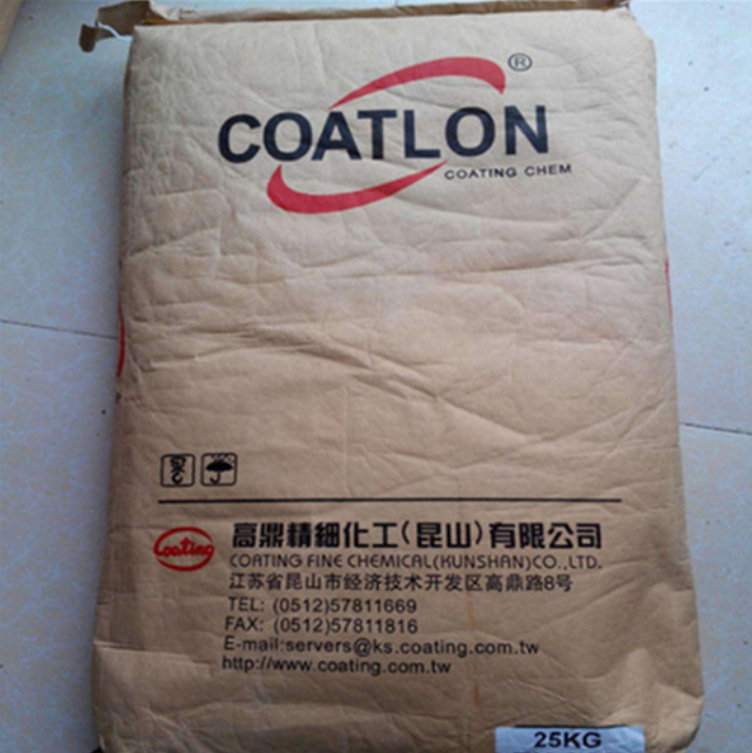 ®
COATLON
COATING CHEM
Coating
高鼎精細化工(昆山)有限公司
COATING FINE CHEMICAL(KUNSHAN)CO.,LTD.
江苏省昆山市经济技术开发区高鼎路8号
TEL: (0512)57811669
FAX: (0512)57811816
E-mail:servers@ks.coating.com.tw
http://www.coating.com.tw
25KG